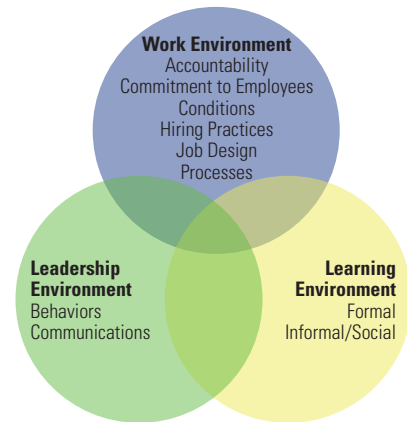 Work Environment
Accountability
Commitment to Employees
Conditions
Hiring Practices
Job Design
Processes
Leadership
Environment
Behaviors
Communications
Learning
Environment
Formal
Informal/Social